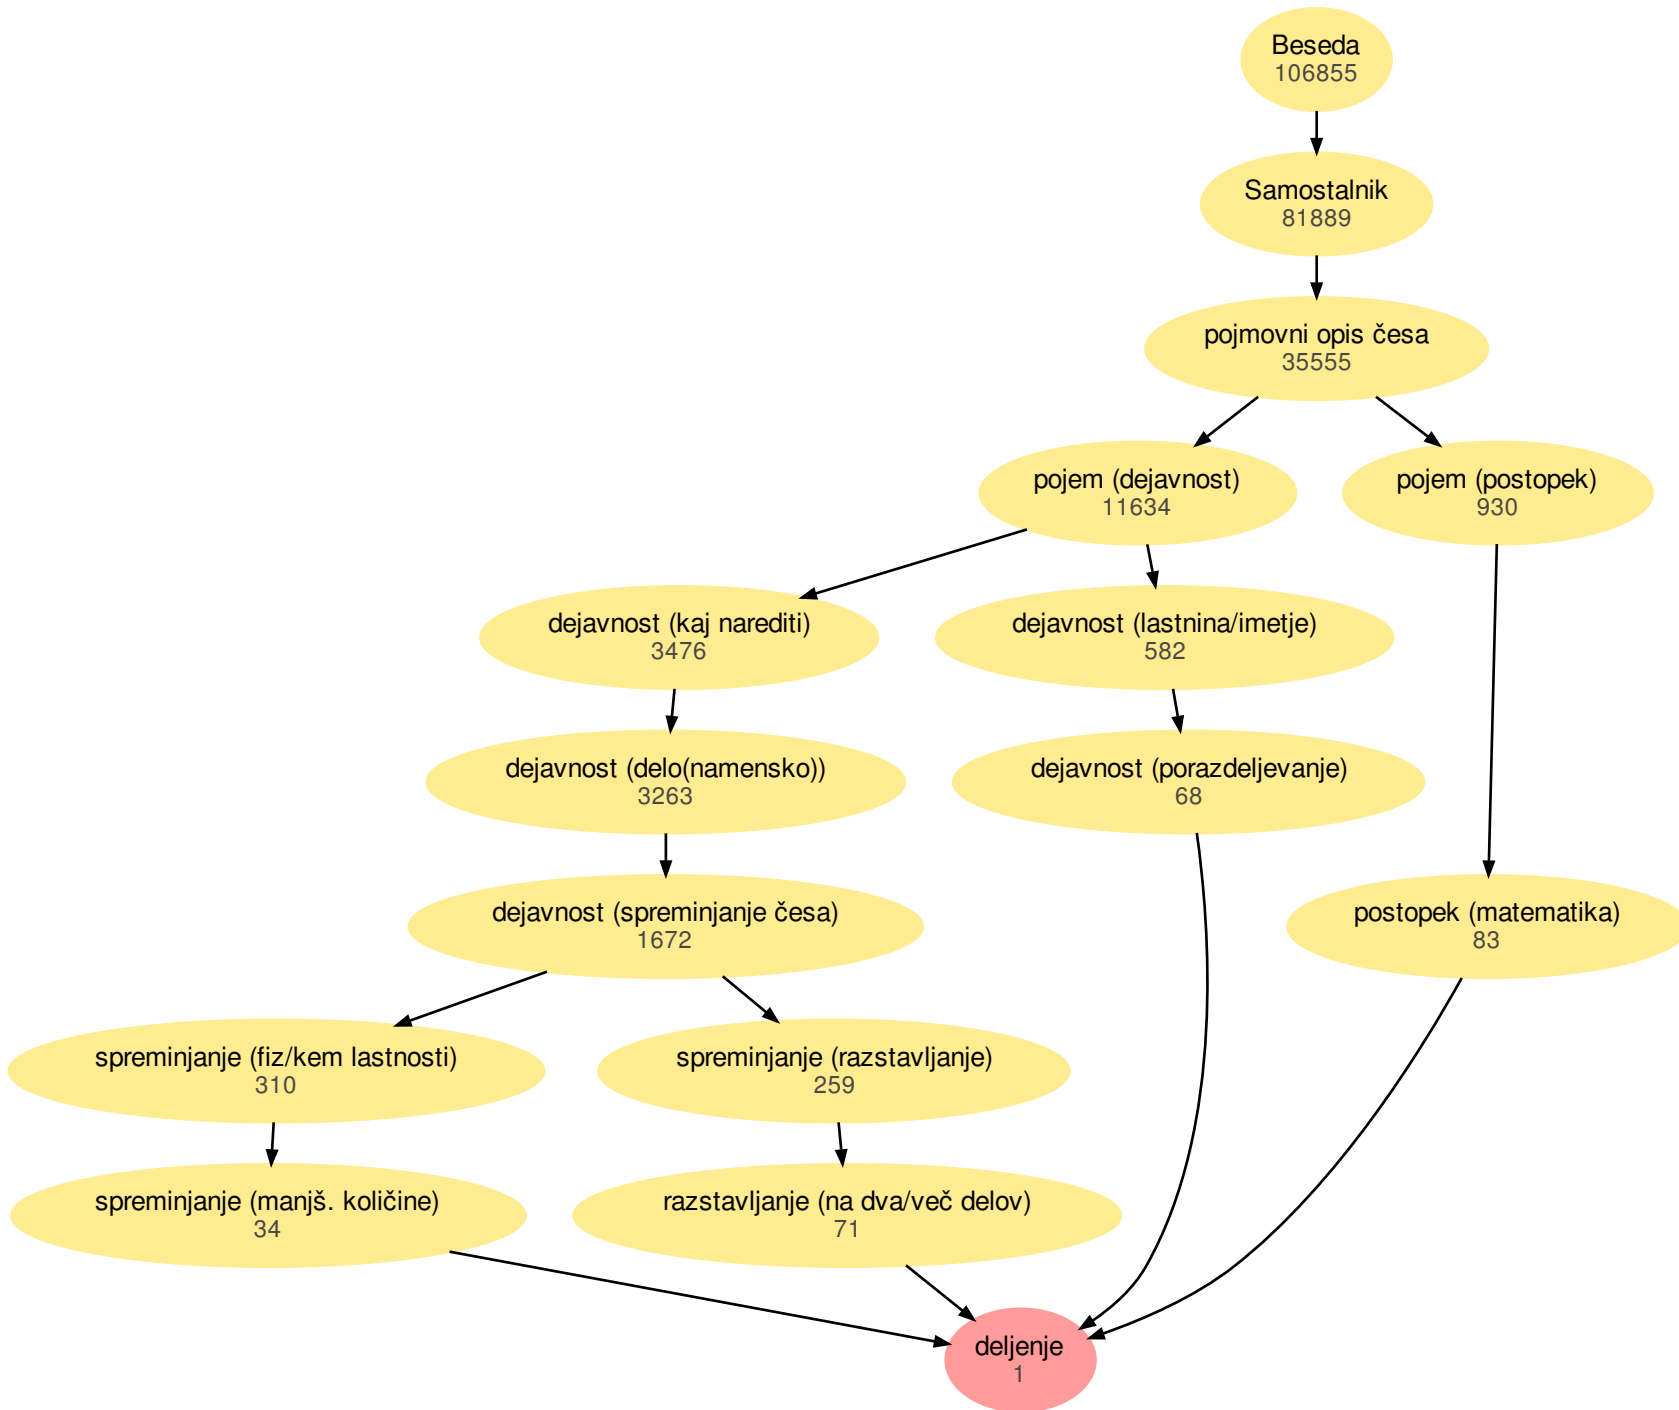 Beseda
106855
Samostalnik
81889
pojmovni opis česa
35555
pojem (dejavnost)
11634
pojem (postopek)
930
dejavnost (kaj narediti)
3476
dejavnost (lastnina/imetje)
582
dejavnost (delo(namensko))
3263
dejavnost (porazdeljevanje)
68
dejavnost (spreminjanje česa)
1672
postopek (matematika)
83
spreminjanje (fiz/kem lastnosti)
310
spreminjanje (razstavljanje)
259
spreminjanje (manjš. količine)
34
razstavljanje (na dva/več delov)
71
deljenje
1